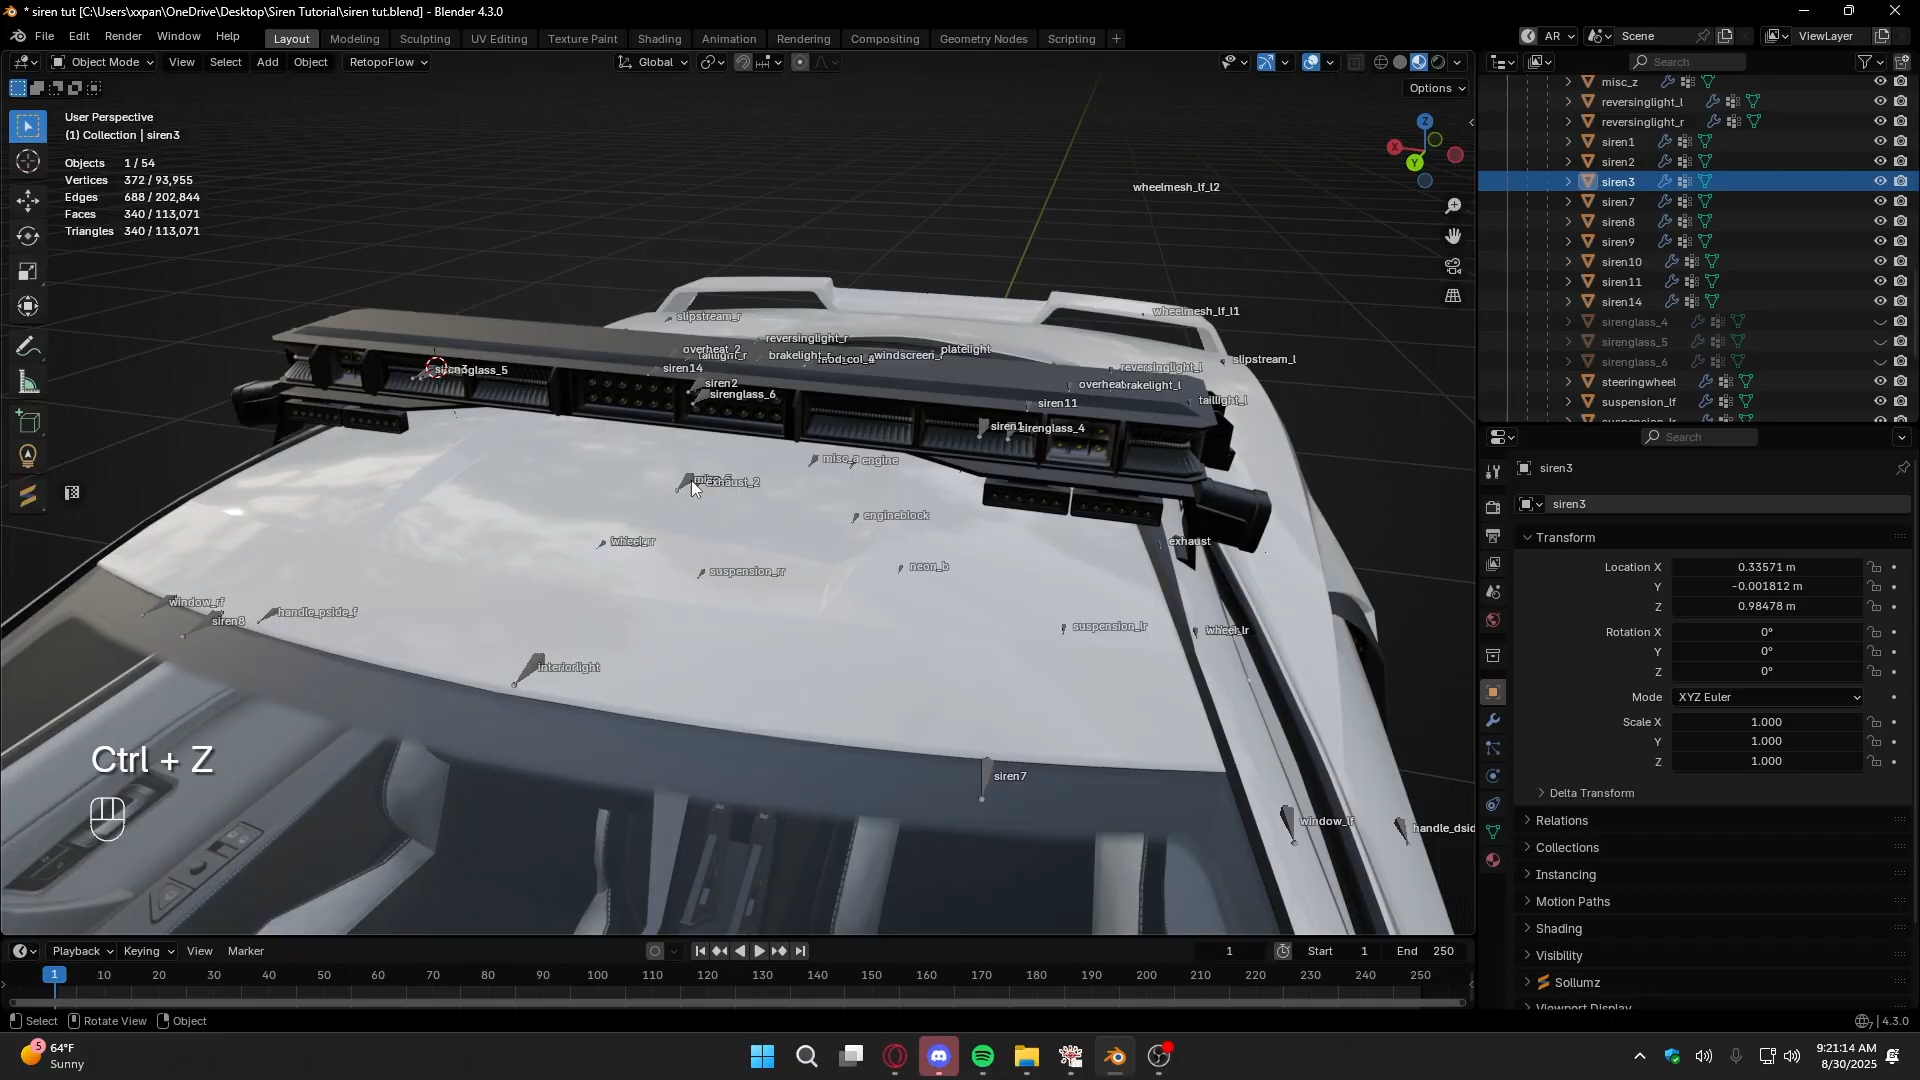 * siren tut [C:\Users\xxpan\OneDrive\Desktop\Siren Tutorial\siren tut.blend] - Blender 4.3.0
File Edit Render Window Help
Layout Modeling Sculpting UV Editing Texture Paint Shading Animation Rendering Compositing Geometry Nodes Scripting +
AR Scene ViewLayer
Object Mode View Select Add Object RetopoFlow Global
Search
Options
User Perspective
(1) Collection | siren3
Objects 1 / 54
Vertices 372 / 93,955
Edges 688 / 202,844
Faces 340 / 113,071
Triangles 340 / 113,071
Z
X
Y
wheelmesh_lf_l2
wheelmesh_lf_l1
slipstream_r
reversinglight_r
overheat_2
brakelight_r
windscreen_r
platelight
slipstream_l
siren14
reversinglight_l
siren2
sirenglass_6
brakelight_l
siren11
taillight_l
siren1
sirenglass_4
misc_a
engine
exhaust_2
engineblock
wheel_rr
exhaust
suspension_rr
neon_b
window_rf
siren8
handle_pside_f
suspension_lr
wheel_lr
interiorlight
siren7
window_lf
handle_dsid
Ctrl + Z
misc_z
reversinglight_l
reversinglight_r
siren1
siren2
siren3
siren7
siren8
siren9
siren10
siren11
siren14
sirenglass_4
sirenglass_5
sirenglass_6
steeringwheel
suspension_lf
Search
siren3
siren3
Transform
Location X 0.33571 m
Y -0.001812 m
Z 0.98478 m
Rotation X 0°
Y 0°
Z 0°
Mode XYZ Euler
Scale X 1.000
Y 1.000
Z 1.000
Delta Transform
Relations
Collections
Instancing
Motion Paths
Shading
Visibility
Sollumz
Viewport Display
Playback Keying View Marker
1 Start 1 End 250
1 10 20 30 40 50 60 70 80 90 100 110 120 130 140 150 160 170 180 190 200 210 220 230 240 250
Select Rotate View Object
4.3.0
5
64°F
Sunny
9:21:14 AM
8/30/2025